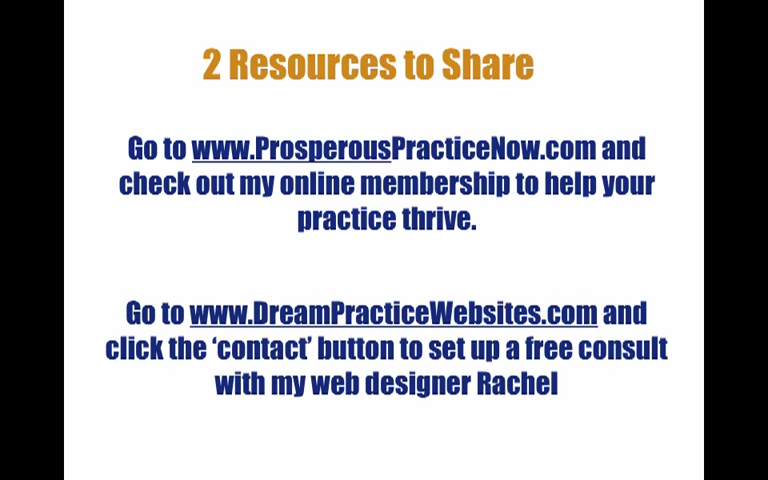 2 Resources to Share
Go to www.ProsperousPracticeNow.com and
check out my online membership to help your
practice thrive.
Go to www.DreamPracticeWebsites.com and
click the ‘contact’ button to set up a free consult
with my web designer Rachel